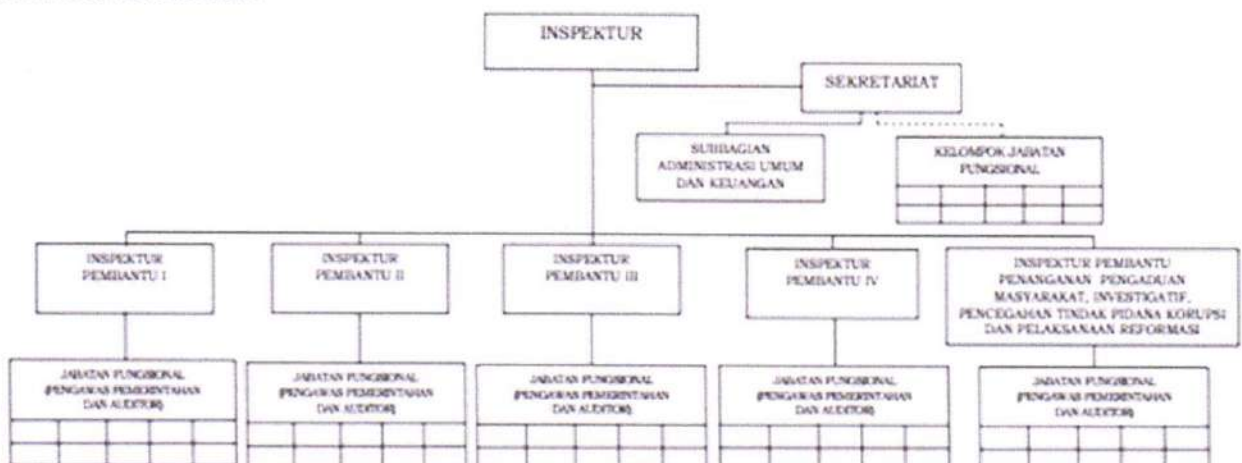 INSPEKTUR
SEKRETARIAT
SUBBAGIAN
ADMINISTRASI UMUM
DAN KEUANGAN
KELOMPOK JABATAN
FUNGSIONAL
INSPEKTUR
PEMBANTU I
INSPEKTUR
PEMBANTU II
INSPEKTUR
PEMBANTU III
INSPEKTUR
PEMBANTU IV
INSPEKTUR PEMBANTU
PENANGANAN PENGADUAN
MASYARAKAT, INVESTIGATIF,
PENCEGAHAN TINDAK PIDANA KORUPSI
DAN PELAKSANAAN REFORMASI
JABATAN FUNGSIONAL
(PENGAWAS PEMERINTAHAN
DAN AUDITOR)
JABATAN FUNGSIONAL
(PENGAWAS PEMERINTAHAN
DAN AUDITOR)
JABATAN FUNGSIONAL
(PENGAWAS PEMERINTAHAN
DAN AUDITOR)
JABATAN FUNGSIONAL
(PENGAWAS PEMERINTAHAN
DAN AUDITOR)
JABATAN FUNGSIONAL
(PENGAWAS PEMERINTAHAN
DAN AUDITOR)